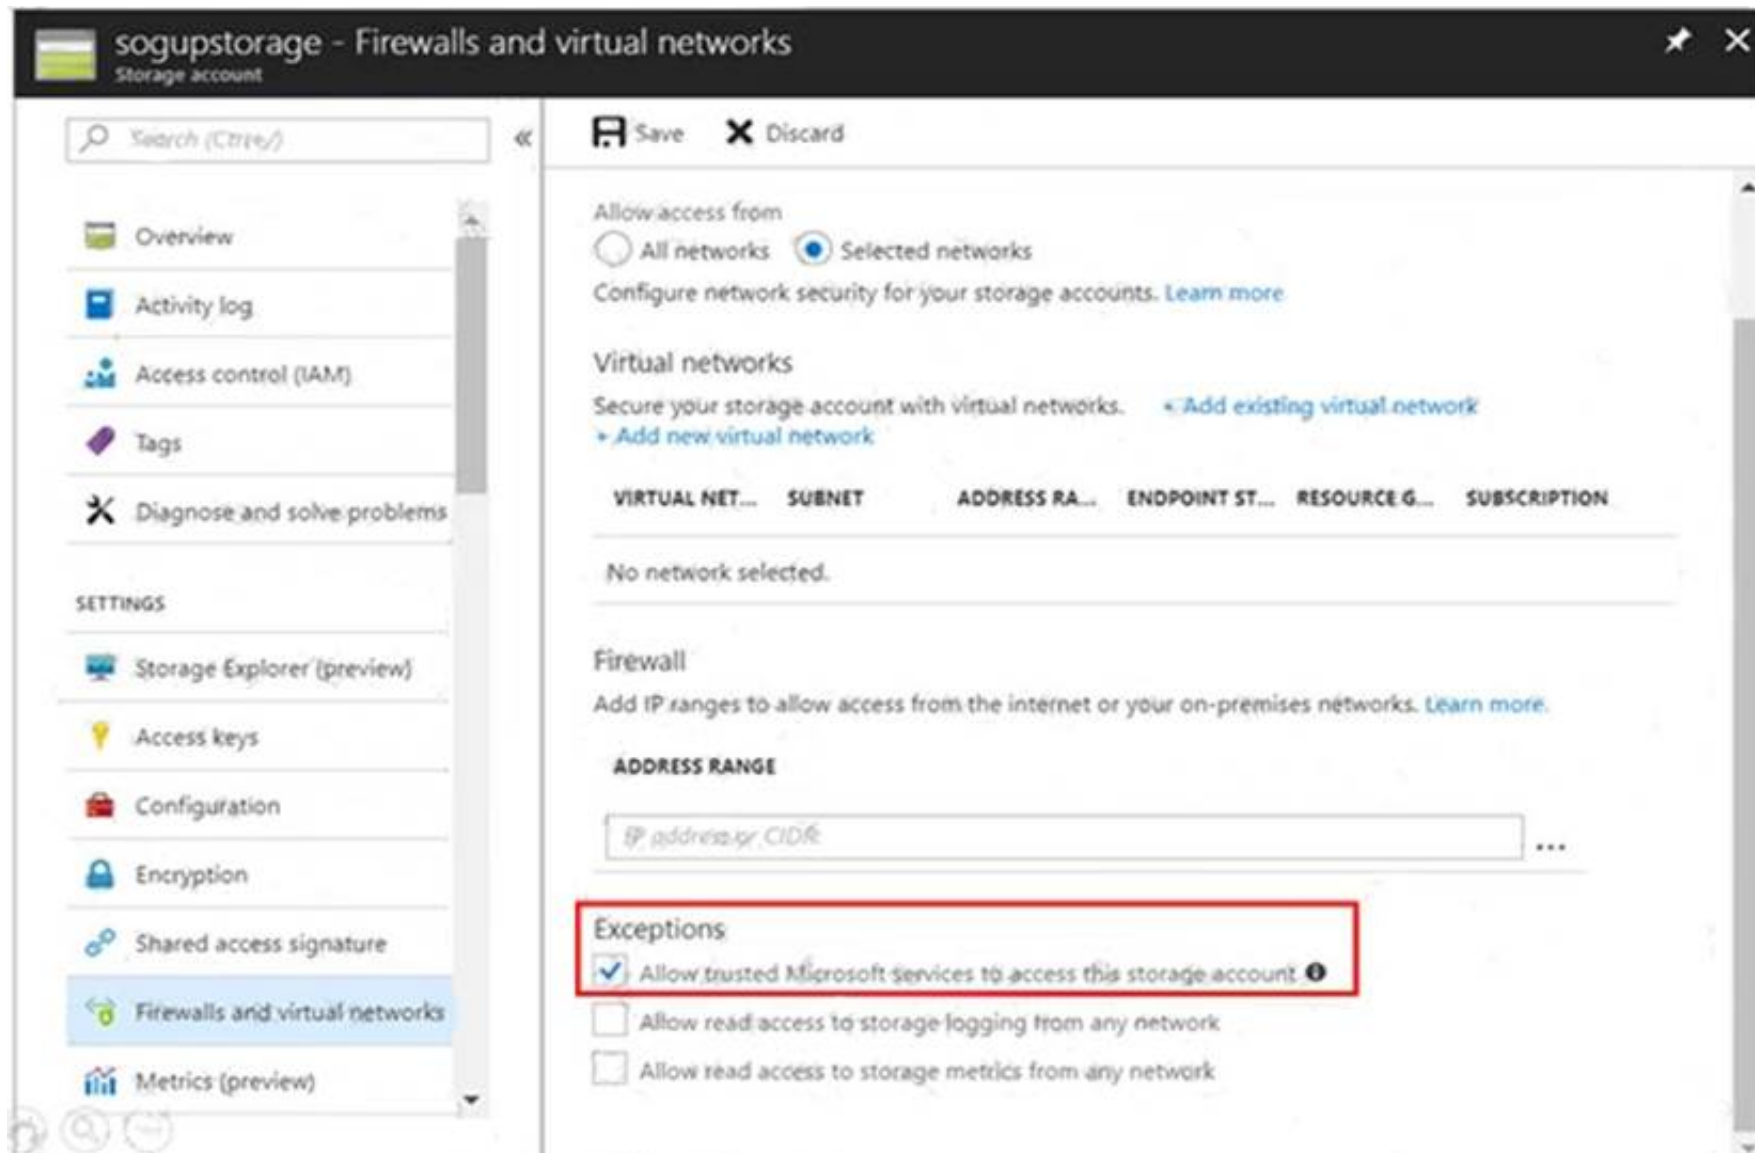 sogupstorage - Firewalls and virtual networks
Storage account
Search (Ctrl+/)
«
Overview
Activity log
Access control (IAM)
Tags
Diagnose and solve problems
SETTINGS
Storage Explorer (preview)
Access keys
Configuration
Encryption
Shared access signature
Firewalls and virtual networks
Metrics (preview)
Save Discard
Allow access from
All networks Selected networks
Configure network security for your storage accounts. Learn more
Virtual networks
Secure your storage account with virtual networks. + Add existing virtual network
+ Add new virtual network
VIRTUAL NET... SUBNET ADDRESS RA... ENDPOINT ST... RESOURCE G... SUBSCRIPTION
No network selected.
Firewall
Add IP ranges to allow access from the internet or your on-premises networks. Learn more.
ADDRESS RANGE
IP address or CIDR
...
Exceptions
Allow trusted Microsoft services to access this storage account
Allow read access to storage logging from any network
Allow read access to storage metrics from any network